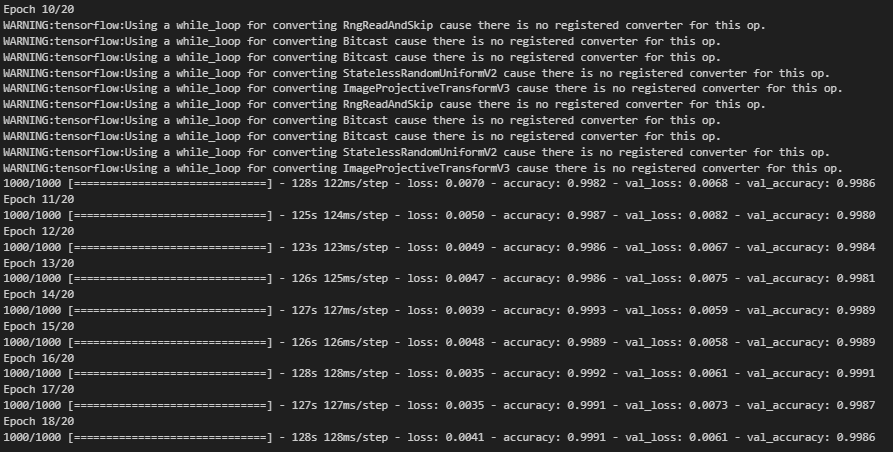 Epoch 10/20
WARNING:tensorflow:Using a while_loop for converting RngReadAndSkip cause there is no registered converter for this op.
WARNING:tensorflow:Using a while_loop for converting Bitcast cause there is no registered converter for this op.
WARNING:tensorflow:Using a while_loop for converting Bitcast cause there is no registered converter for this op.
WARNING:tensorflow:Using a while_loop for converting StatelessRandomUniformV2 cause there is no registered converter for this op.
WARNING:tensorflow:Using a while_loop for converting ImageProjectiveTransformV3 cause there is no registered converter for this op.
WARNING:tensorflow:Using a while_loop for converting RngReadAndSkip cause there is no registered converter for this op.
WARNING:tensorflow:Using a while_loop for converting Bitcast cause there is no registered converter for this op.
WARNING:tensorflow:Using a while_loop for converting Bitcast cause there is no registered converter for this op.
WARNING:tensorflow:Using a while_loop for converting StatelessRandomUniformV2 cause there is no registered converter for this op.
WARNING:tensorflow:Using a while_loop for converting ImageProjectiveTransformV3 cause there is no registered converter for this op.
1000/1000 [==============================] - 128s 122ms/step - loss: 0.0070 - accuracy: 0.9982 - val_loss: 0.0068 - val_accuracy: 0.9986
Epoch 11/20
1000/1000 [==============================] - 125s 124ms/step - loss: 0.0050 - accuracy: 0.9987 - val_loss: 0.0082 - val_accuracy: 0.9980
Epoch 12/20
1000/1000 [==============================] - 123s 123ms/step - loss: 0.0049 - accuracy: 0.9986 - val_loss: 0.0067 - val_accuracy: 0.9984
Epoch 13/20
1000/1000 [==============================] - 126s 125ms/step - loss: 0.0047 - accuracy: 0.9986 - val_loss: 0.0075 - val_accuracy: 0.9981
Epoch 14/20
1000/1000 [==============================] - 127s 127ms/step - loss: 0.0039 - accuracy: 0.9993 - val_loss: 0.0059 - val_accuracy: 0.9989
Epoch 15/20
1000/1000 [==============================] - 126s 126ms/step - loss: 0.0048 - accuracy: 0.9989 - val_loss: 0.0058 - val_accuracy: 0.9989
Epoch 16/20
1000/1000 [==============================] - 128s 128ms/step - loss: 0.0035 - accuracy: 0.9992 - val_loss: 0.0061 - val_accuracy: 0.9991
Epoch 17/20
1000/1000 [==============================] - 127s 127ms/step - loss: 0.0035 - accuracy: 0.9991 - val_loss: 0.0073 - val_accuracy: 0.9987
Epoch 18/20
1000/1000 [==============================] - 128s 128ms/step - loss: 0.0041 - accuracy: 0.9991 - val_loss: 0.0061 - val_accuracy: 0.9986